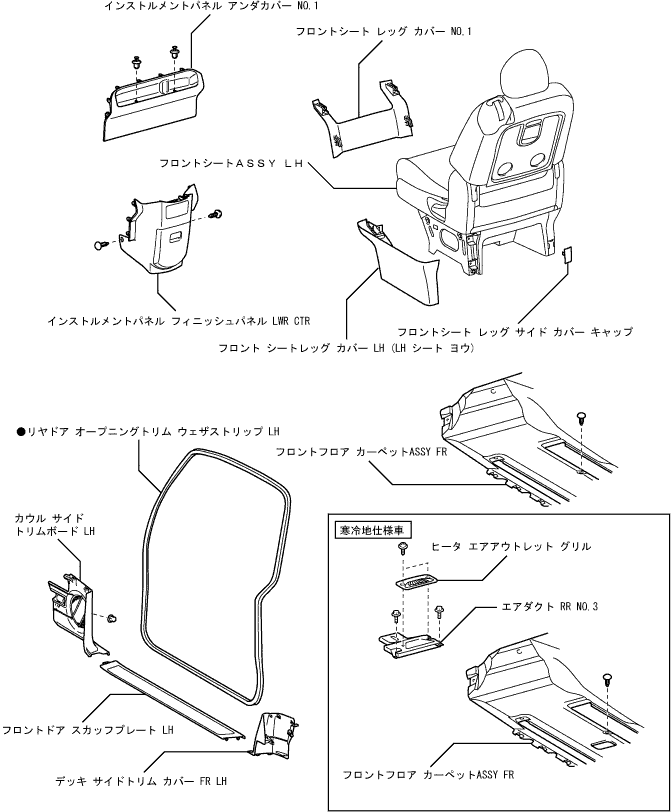 インストルメントパネル アンダカバー NO.1
フロントシート レッグ カバー NO.1
フロントシートASSY LH
インストルメントパネル フィニッシュパネル LWR CTR
フロントシート レッグ サイド カバー キャップ
フロント シートレッグ カバー LH (LH シート ヨウ)
●リヤドア オープニングトリム ウェザストリップ LH
フロントフロア カーペットASSY FR
カウル サイド
トリムボード LH
寒冷地仕様車
ヒータ エアアウトレット グリル
エアダクト RR NO.3
フロントドア スカッフプレート LH
デッキ サイドトリム カバー FR LH
フロントフロア カーペットASSY FR